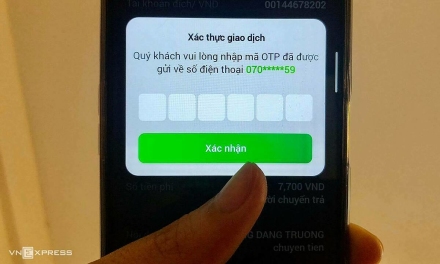 Tài khoản đích/ VND
00144678202
Xác thực giao dịch
Quý khách vui lòng nhập mã OTP đã được
gửi về số điện thoại 070*****59
Xác nhận
Số tiền phí
7,700 VND
chuyển trả
DANG TRUONG
chuyen tien
VNEXPRESS